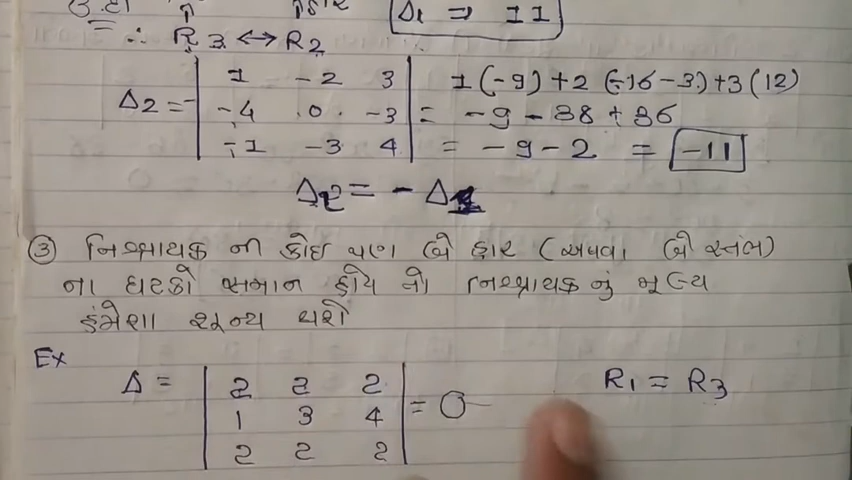 Δ1 = 11
∴ R3 ↔ R2
Δ2 = | 1 -2 3 | 1(-9) + 2(-16-3) + 3(12)
| -4 0 -3 | = -9 - 38 + 36
| -1 -3 4 | = -9 - 2 = -11
Δ2 = - Δ1
③ નિશ્ચાયક ની કોઇ પણ બે હાર (અથવા બે સ્તંભ)
ના ઘટકો સમાન હોય તો નિશ્ચાયક નું મૂલ્ય
હંમેશા શૂન્ય થશે
Ex
Δ = | 2 2 2 | R1 = R3
| 1 3 4 | = 0
| 2 2 2 |